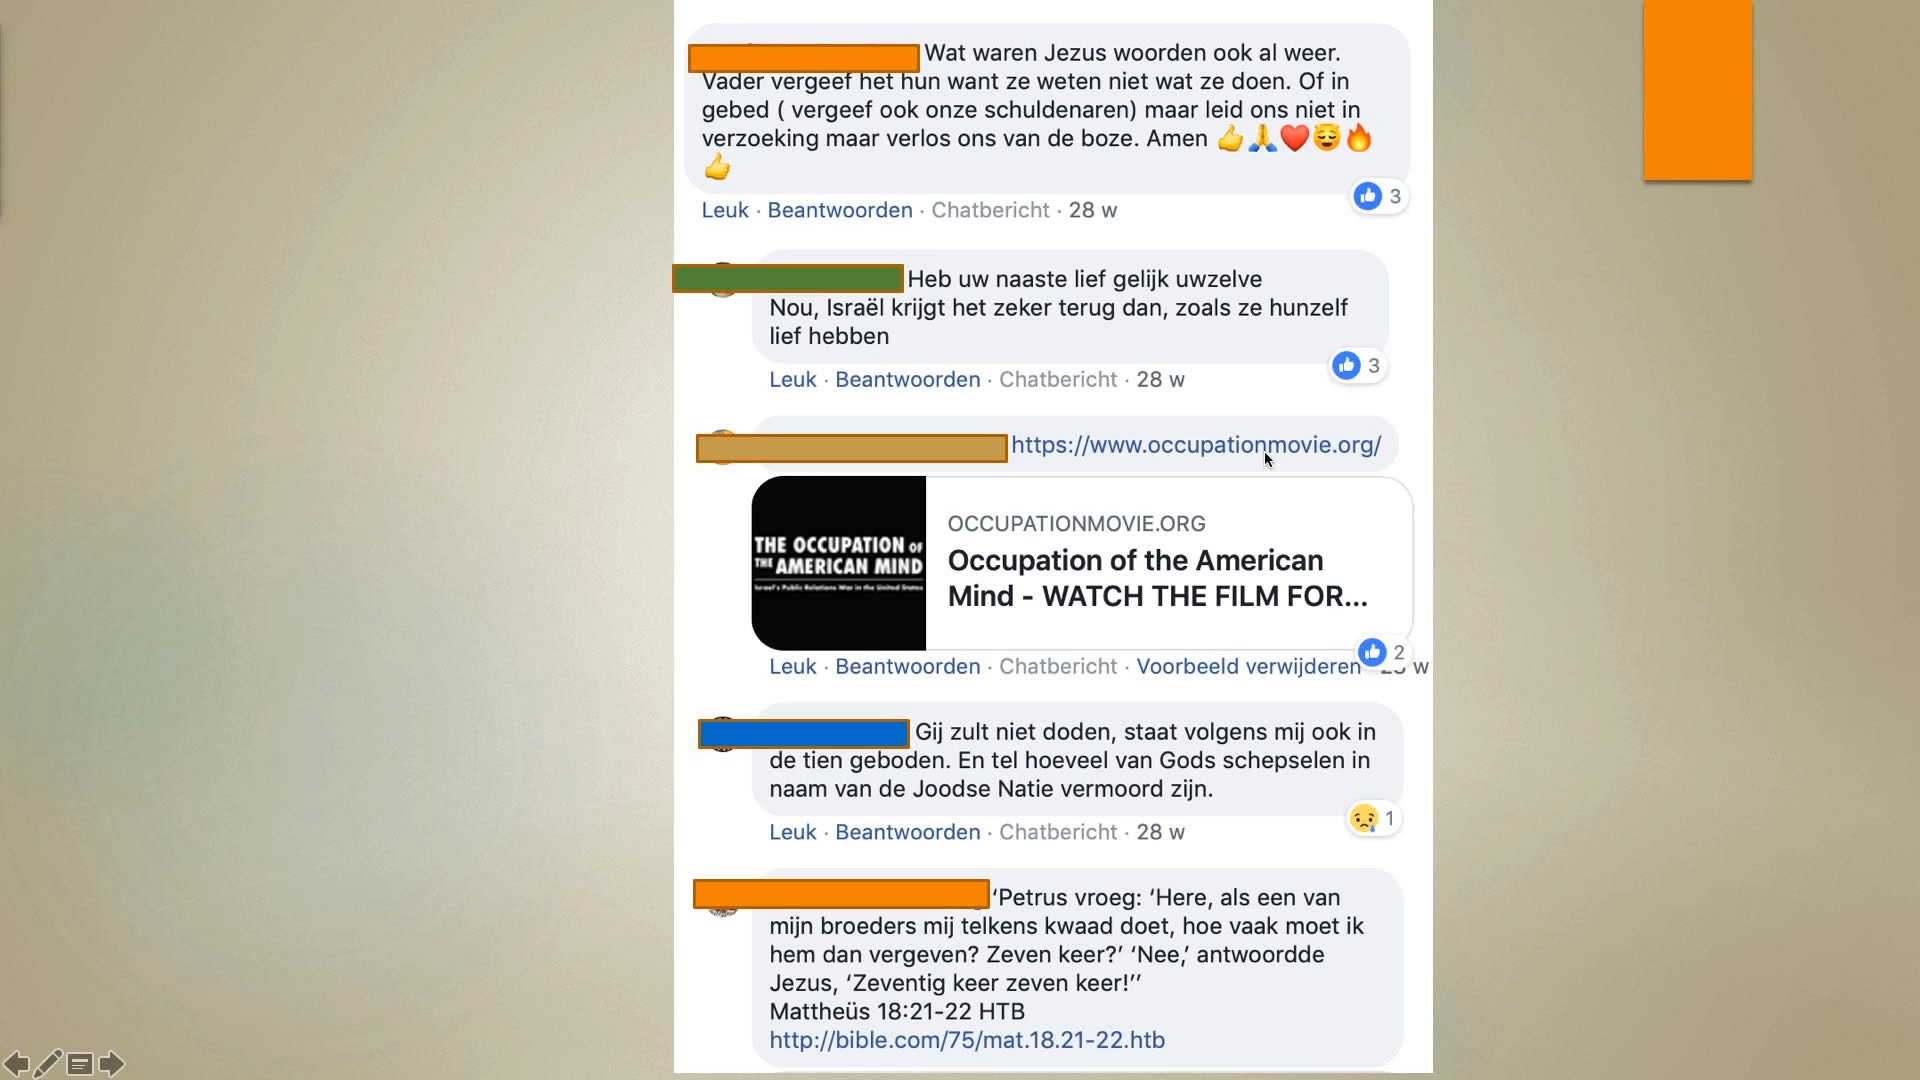 Wat waren Jezus woorden ook al weer.
Vader vergeef het hun want ze weten niet wat ze doen. Of in
gebed ( vergeef ook onze schuldenaren) maar leid ons niet in
verzoeking maar verlos ons van de boze. Amen 👍🙏❤️😌🔥
👍
3
Leuk · Beantwoorden · Chatbericht · 28 w
Heb uw naaste lief gelijk uwzelve
Nou, Israël krijgt het zeker terug dan, zoals ze hunzelf
lief hebben
3
Leuk · Beantwoorden · Chatbericht · 28 w
https://www.occupationmovie.org/
THE OCCUPATION OF
THE AMERICAN MIND
Israel's Public Relations War in the United States
OCCUPATIONMOVIE.ORG
Occupation of the American
Mind - WATCH THE FILM FOR...
2
Leuk · Beantwoorden · Chatbericht · Voorbeeld verwijderen · 28 w
Gij zult niet doden, staat volgens mij ook in
de tien geboden. En tel hoeveel van Gods schepselen in
naam van de Joodse Natie vermoord zijn.
1
Leuk · Beantwoorden · Chatbericht · 28 w
‘Petrus vroeg: ‘Here, als een van
mijn broeders mij telkens kwaad doet, hoe vaak moet ik
hem dan vergeven? Zeven keer?’ ‘Nee,’ antwoordde
Jezus, ‘Zeventig keer zeven keer!’’
Mattheüs 18:21-22 HTB
http://bible.com/75/mat.18.21-22.htb